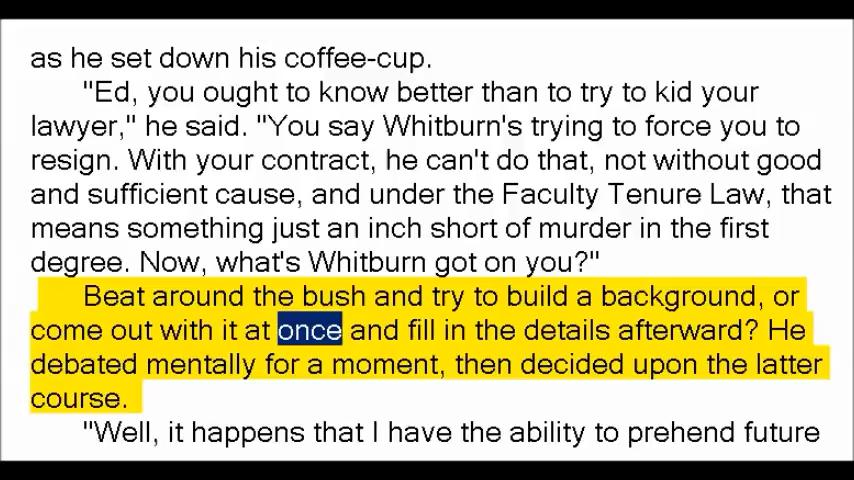 as he set down his coffee-cup.
"Ed, you ought to know better than to try to kid your
lawyer," he said. "You say Whitburn's trying to force you to
resign. With your contract, he can't do that, not without good
and sufficient cause, and under the Faculty Tenure Law, that
means something just an inch short of murder in the first
degree. Now, what's Whitburn got on you?"
Beat around the bush and try to build a background, or
come out with it at once and fill in the details afterward? He
debated mentally for a moment, then decided upon the latter
course.
"Well, it happens that I have the ability to prehend future